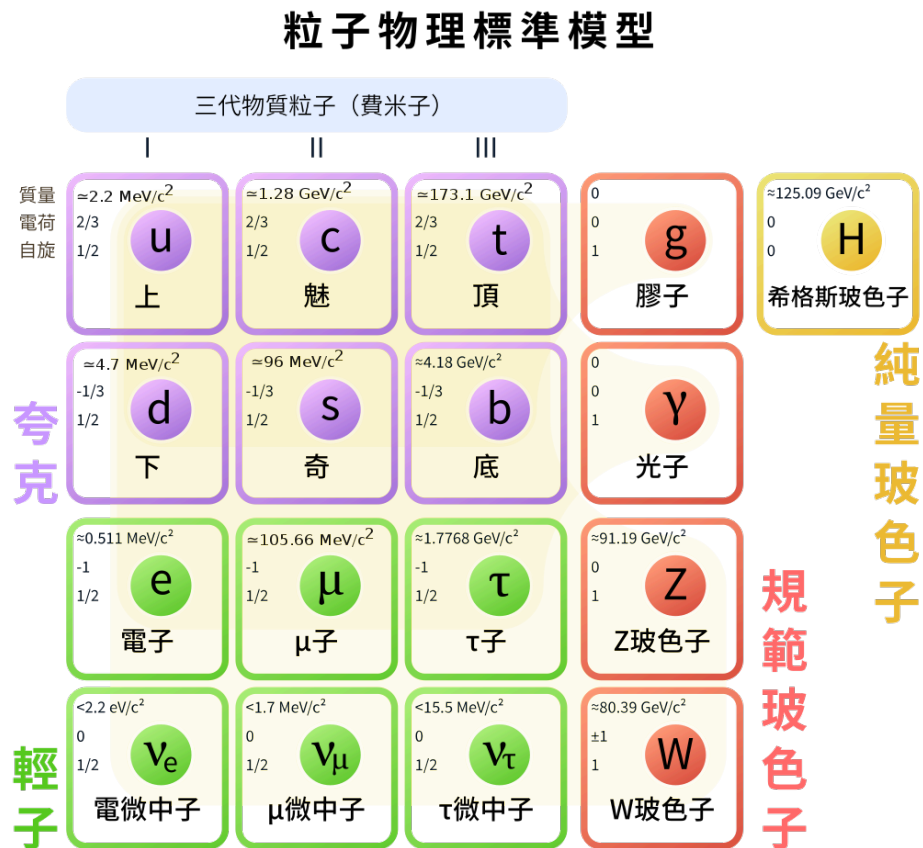 粒子物理標準模型
三代物質粒子（費米子）
I
II
III
質量
電荷
自旋
≃2.2 MeV/c²
2/3
1/2
u
上
≃1.28 GeV/c²
2/3
1/2
c
魅
≃173.1 GeV/c²
2/3
1/2
t
頂
0
0
1
g
膠子
≈125.09 GeV/c²
0
0
H
希格斯玻色子
≃4.7 MeV/c²
-1/3
1/2
d
下
≃96 MeV/c²
-1/3
1/2
s
奇
≈4.18 GeV/c²
-1/3
1/2
b
底
0
0
1
γ
光子
夸克
純量玻色子
≈0.511 MeV/c²
-1
1/2
e
電子
≃105.66 MeV/c²
-1
1/2
μ
μ子
≈1.7768 GeV/c²
-1
1/2
τ
τ子
≈91.19 GeV/c²
0
1
Z
Z玻色子
<2.2 eV/c²
0
1/2
νe
電微中子
<1.7 MeV/c²
0
1/2
νμ
μ微中子
<15.5 MeV/c²
0
1/2
ντ
τ微中子
≈80.39 GeV/c²
±1
1
W
W玻色子
輕子
規範玻色子